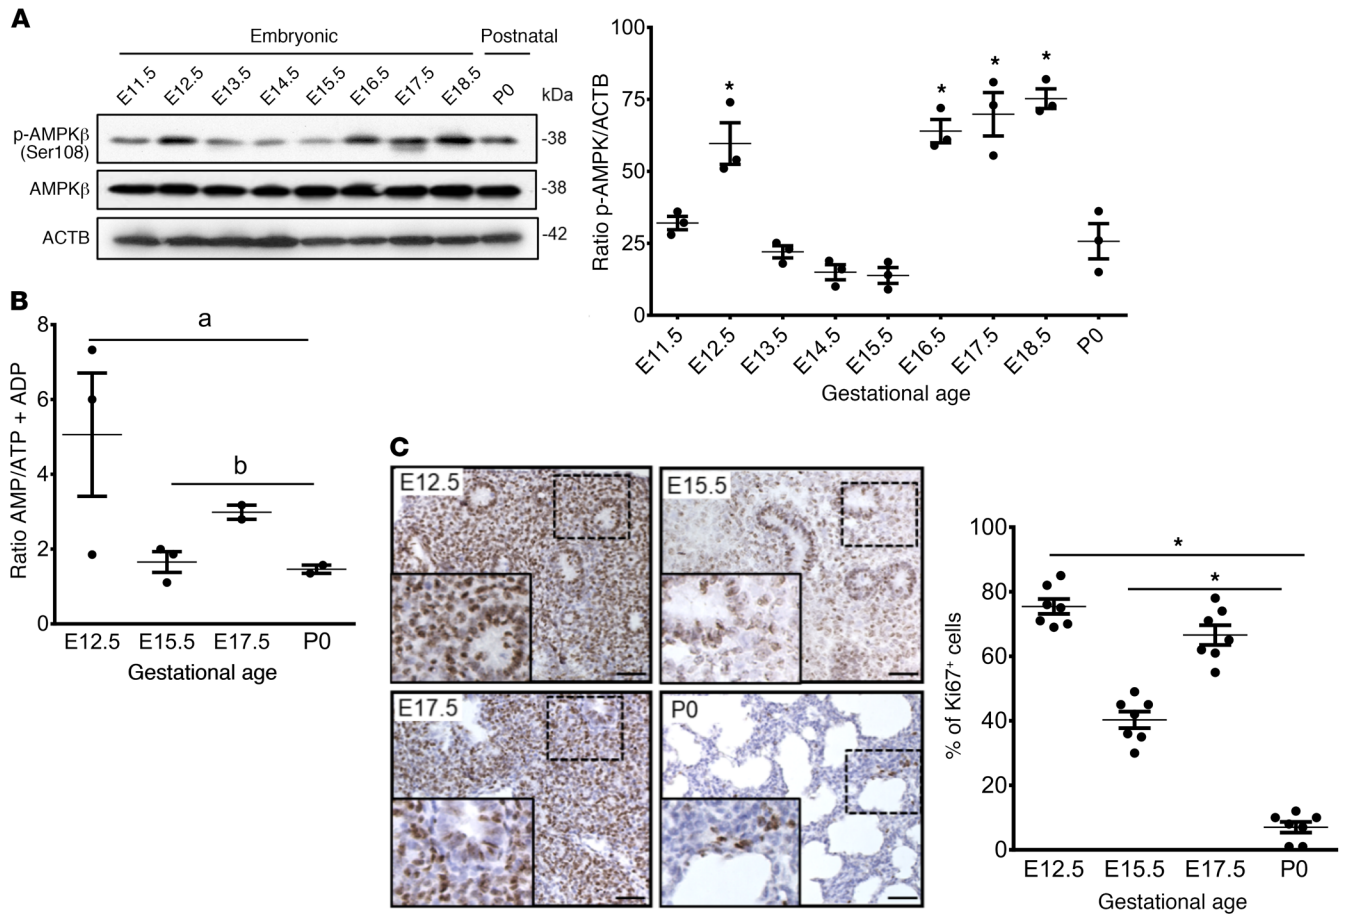 A
Embryonic
Postnatal
E11.5 E12.5 E13.5 E14.5 E15.5 E16.5 E17.5 E18.5 P0
kDa
p-AMPKβ
(Ser108)
-38
AMPKβ
-38
ACTB
-42
Ratio p-AMPK/ACTB
100
75
50
25
0
* * * *
E11.5 E12.5 E13.5 E14.5 E15.5 E16.5 E17.5 E18.5 P0
Gestational age
B
Ratio AMP/ATP + ADP
8
6
4
2
0
a
b
E12.5 E15.5 E17.5 P0
Gestational age
C
E12.5
E15.5
E17.5
P0
% of Ki67⁺ cells
100
80
60
40
20
0
*
*
E12.5 E15.5 E17.5 P0
Gestational age